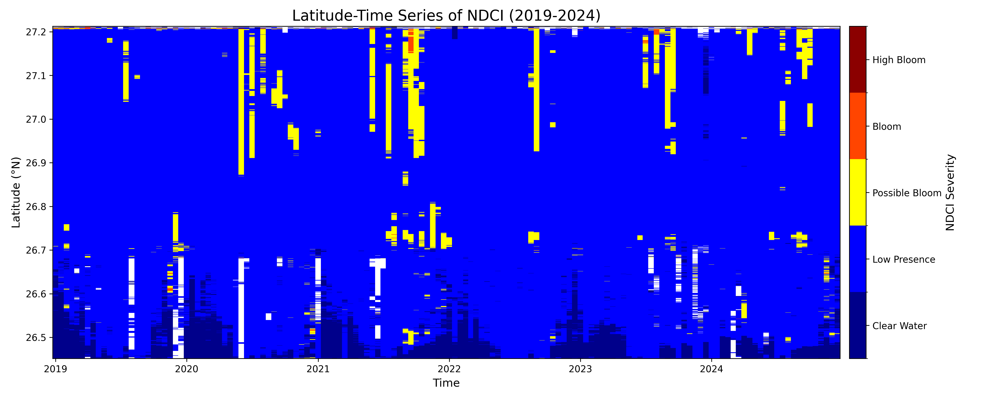 Latitude-Time Series of NDCI (2019-2024)
Latitude (°N)
27.2
27.1
27.0
26.9
26.8
26.7
26.6
26.5
2019
2020
2021
2022
2023
2024
Time
High Bloom
Bloom
Possible Bloom
Low Presence
Clear Water
NDCI Severity